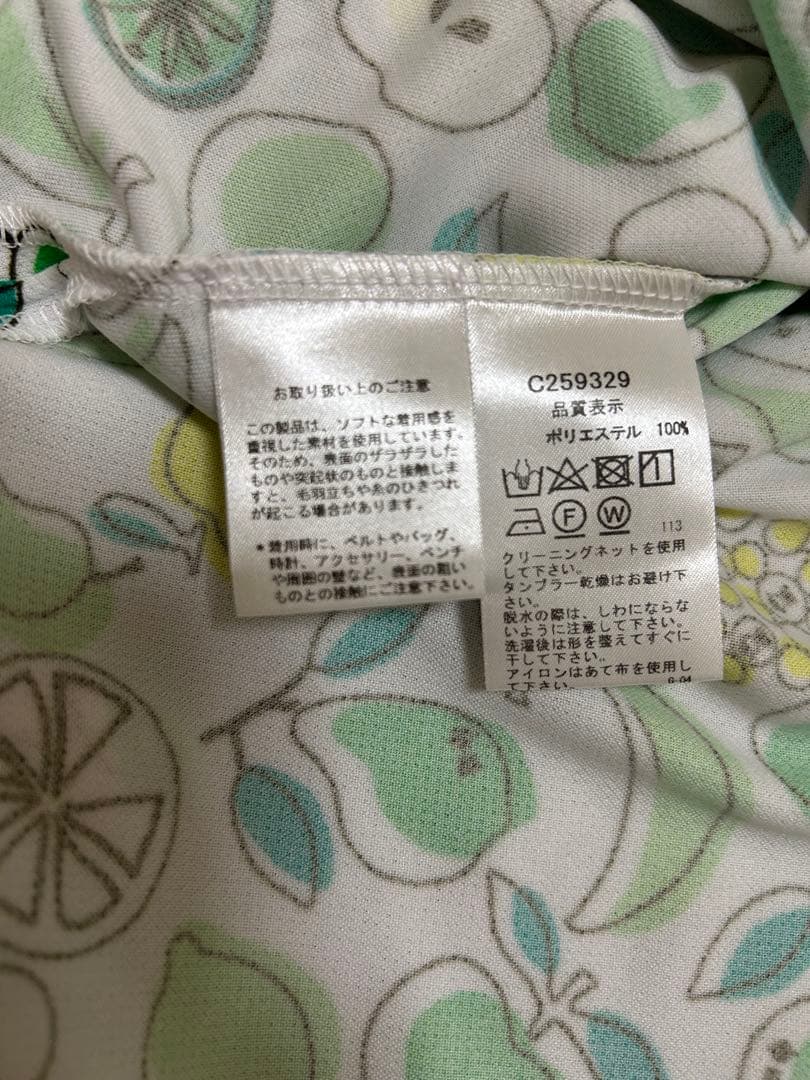 お取り扱い上のご注意
この製品は、ソフトな着用感を
重視した素材を使用しています。
そのため、表面のザラザラした
ものや突起状のものと接触しま
すと、毛羽立ちや糸のひきつれ
が起こる場合があります。
*着用時に、ベルトやバッグ、
時計、アクセサリー、ベンチ
や周囲の壁など、表面の粗い
ものとの接触にご注意下さい。
C259329
品質表示
ポリエステル 100%
F W
113
クリーニングネットを使用
して下さい。
タンブラー乾燥はお避け下
さい。
脱水の際は、しわにならな
いように注意して下さい。
洗濯後は形を整えてすぐに
干して下さい。
アイロンはあて布を使用し
て下さい。 G-04